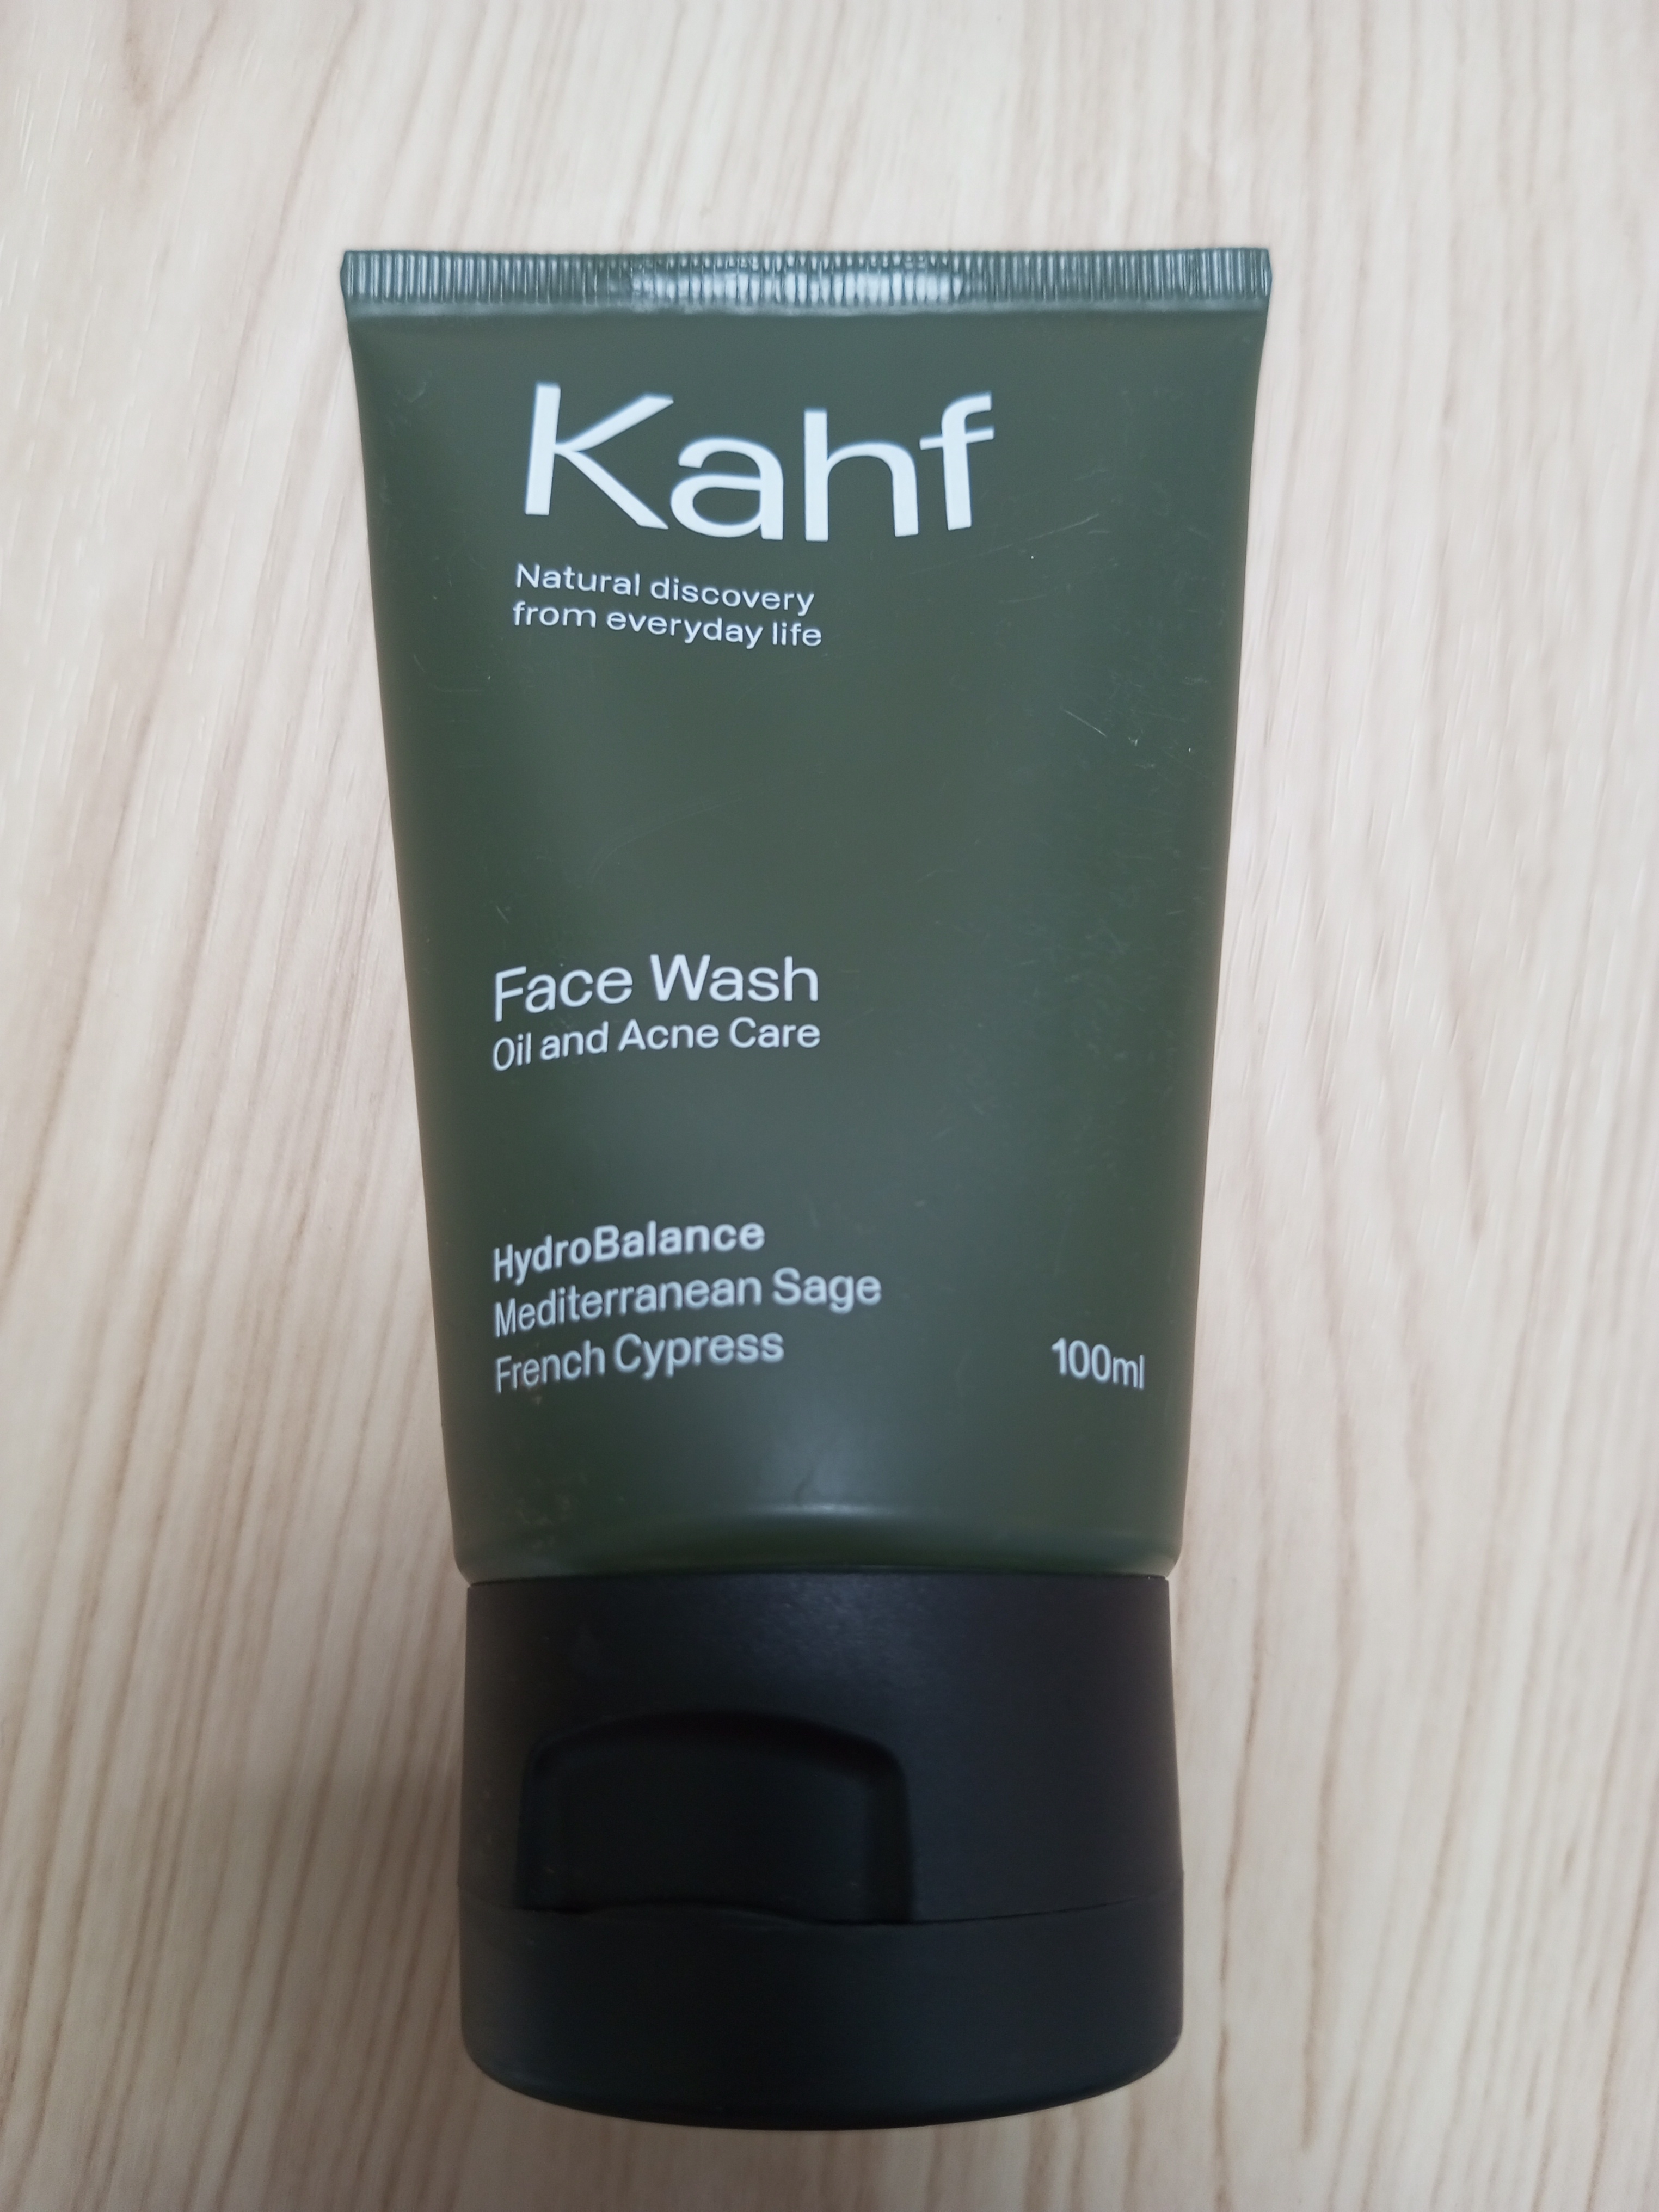 Kahf
Natural discovery
from everyday life
Face Wash
Oil and Acne Care
HydroBalance
Mediterranean Sage
French Cypress
100ml